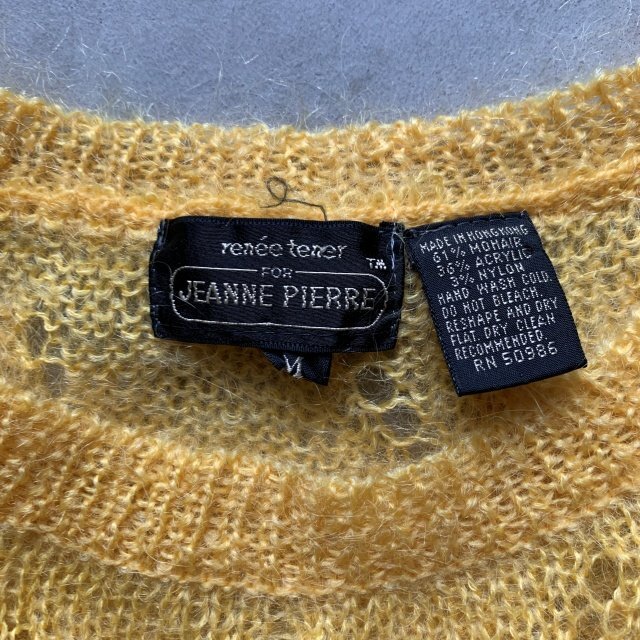 renée tener
FOR
JEANNE PIERRE
TM
M
MADE IN HONG KONG
61% MOHAIR
36% ACRYLIC
3% NYLON
HAND WASH COLD
DO NOT BLEACH
RESHAPE AND DRY
FLAT. DRY CLEAN
RECOMMENDED
RN 50986